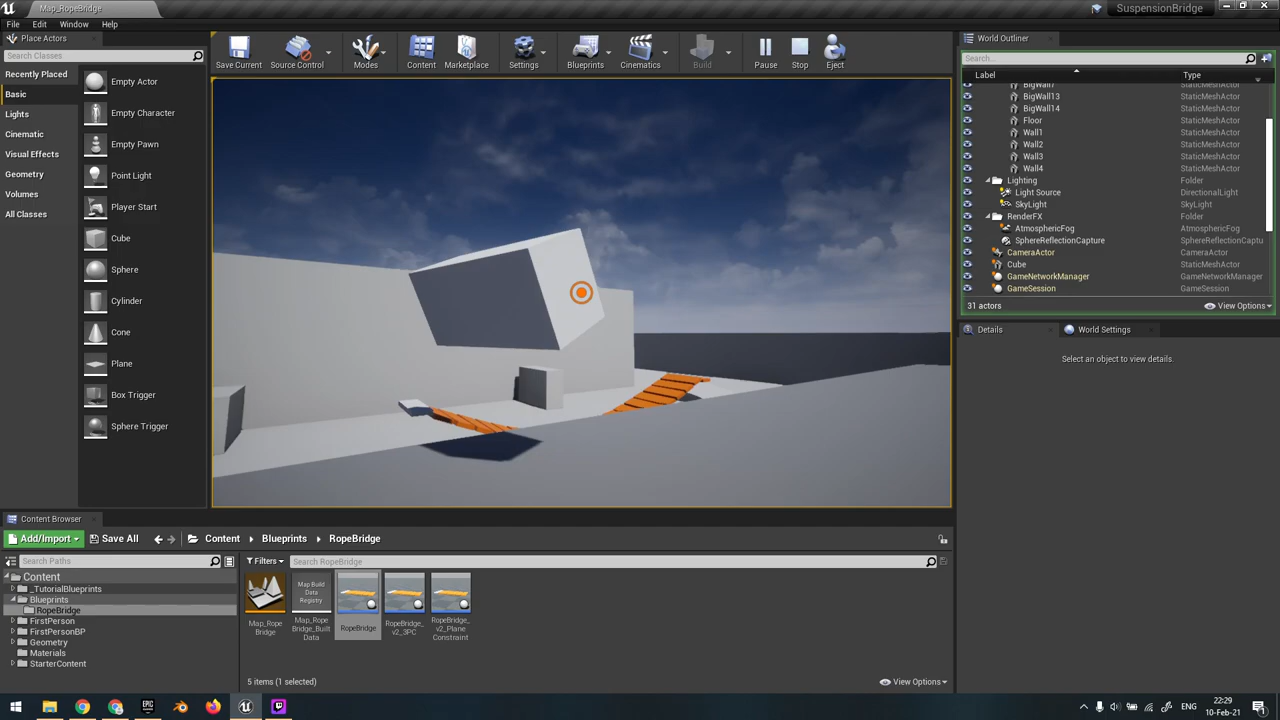 Map_RopeBridge
SuspensionBridge
File Edit Window Help
Place Actors
Search Classes
Recently Placed
Basic
Lights
Cinematic
Visual Effects
Geometry
Volumes
All Classes
Empty Actor
Empty Character
Empty Pawn
Point Light
Player Start
Cube
Sphere
Cylinder
Cone
Plane
Box Trigger
Sphere Trigger
Save Current
Source Control
Modes
Content
Marketplace
Settings
Blueprints
Cinematics
Build
Pause
Stop
Eject
World Outliner
Search...
Label Type
BigWall7 StaticMeshActor
BigWall13 StaticMeshActor
BigWall14 StaticMeshActor
Floor StaticMeshActor
Wall1 StaticMeshActor
Wall2 StaticMeshActor
Wall3 StaticMeshActor
Wall4 StaticMeshActor
Lighting Folder
Light Source DirectionalLight
SkyLight SkyLight
RenderFX Folder
AtmosphericFog AtmosphericFog
SphereReflectionCapture SphereReflectionCaptu
CameraActor CameraActor
Cube StaticMeshActor
GameNetworkManager GameNetworkManager
GameSession GameSession
31 actors View Options
Details World Settings
Select an object to view details.
Content Browser
Add/Import Save All Content Blueprints RopeBridge
Search Paths
Filters Search RopeBridge
Content
_TutorialBlueprints
Blueprints
RopeBridge
FirstPerson
FirstPersonBP
Geometry
Materials
StarterContent
Map_Rope
Bridge
Map Build
Data
Registry
Map_Rope
Bridge_Built
Data
RopeBridge
RopeBridge_
v2_3PC
RopeBridge_
v2_Plane
Constraint
5 items (1 selected) View Options
EPIC
GAMES
ENG
22:29
10-Feb-21